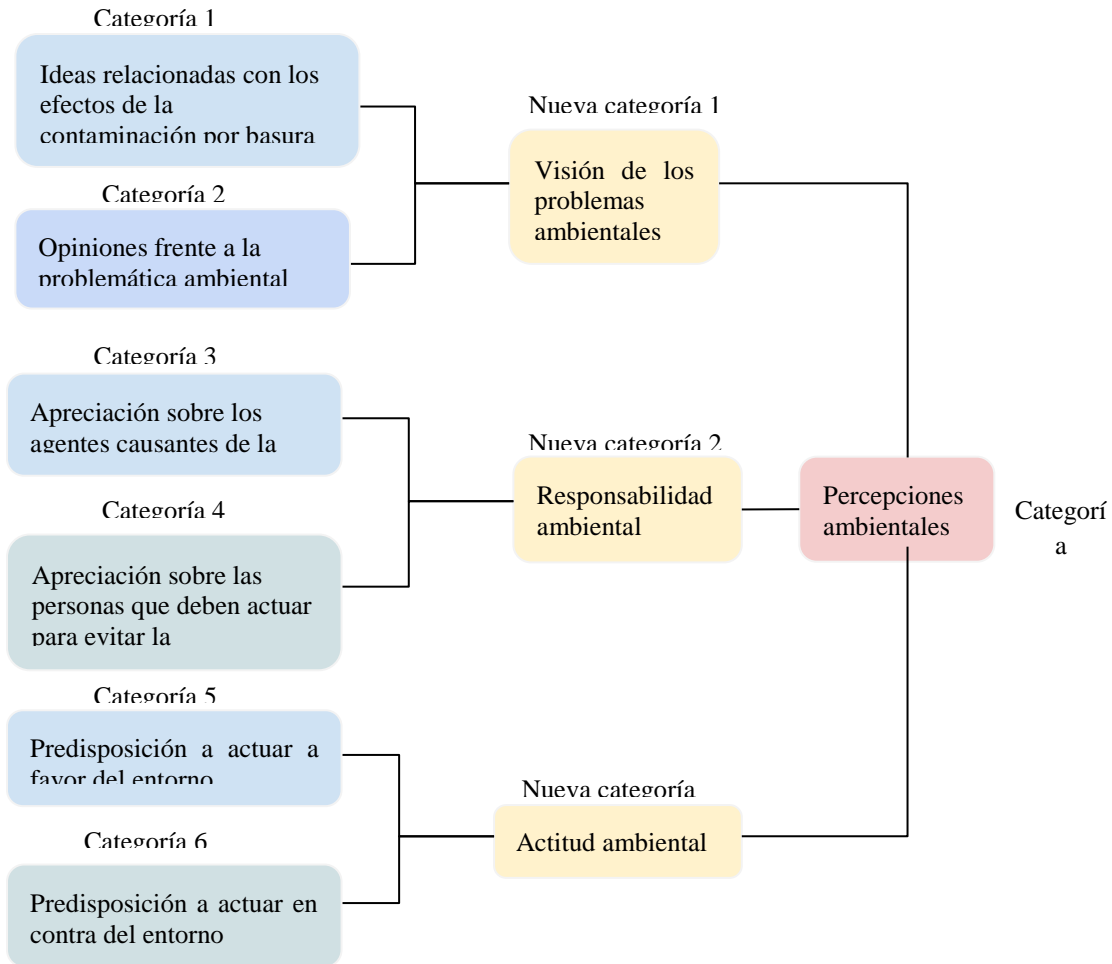 Categoría 1
Ideas relacionadas con los
efectos de la
contaminación por basura
Categoría 2
Opiniones frente a la
problemática ambiental
Nueva categoría 1
Visión de los
problemas
ambientales
Categoría 3
Apreciación sobre los
agentes causantes de la
Categoría 4
Apreciación sobre las
personas que deben actuar
para evitar la
Nueva categoría 2
Responsabilidad
ambiental
Percepciones
ambientales
Categorí
a
Categoría 5
Predisposición a actuar a
favor del entorno
Categoría 6
Predisposición a actuar en
contra del entorno
Nueva categoría
Actitud ambiental